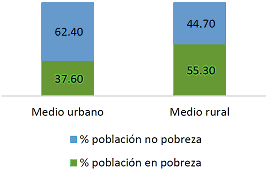 62.40 44.70
37.60 55.30
Medio urbano Medio rural
% población no pobreza
% población en pobreza